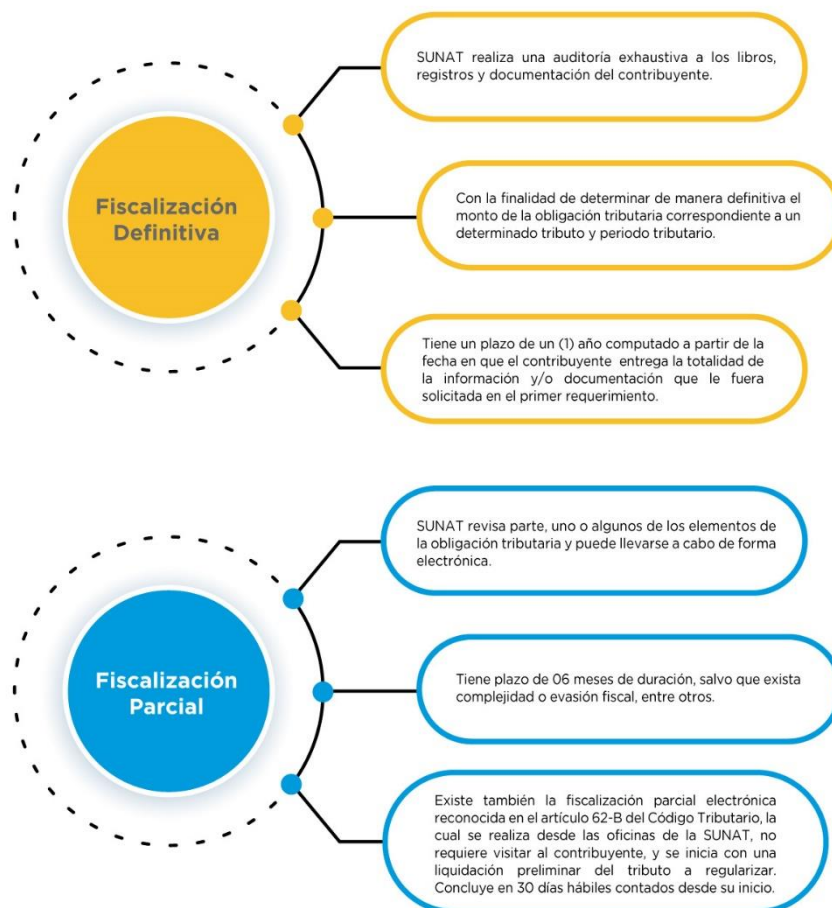 SUNAT realiza una auditoría exhaustiva a los libros,
registros y documentación del contribuyente.
Fiscalización
Definitiva
Con la finalidad de determinar de manera definitiva el
monto de la obligación tributaria correspondiente a un
determinado tributo y periodo tributario.
Tiene un plazo de un (1) año computado a partir de la
fecha en que el contribuyente entrega la totalidad de
la información y/o documentación que le fuera
solicitada en el primer requerimiento.
SUNAT revisa parte, uno o algunos de los elementos de
la obligación tributaria y puede llevarse a cabo de forma
electrónica.
Fiscalización
Parcial
Tiene plazo de 06 meses de duración, salvo que exista
complejidad o evasión fiscal, entre otros.
Existe también la fiscalización parcial electrónica
reconocida en el artículo 62-B del Código Tributario, la
cual se realiza desde las oficinas de la SUNAT, no
requiere visitar al contribuyente, y se inicia con una
liquidación preliminar del tributo a regularizar.
Concluye en 30 días hábiles contados desde su inicio.